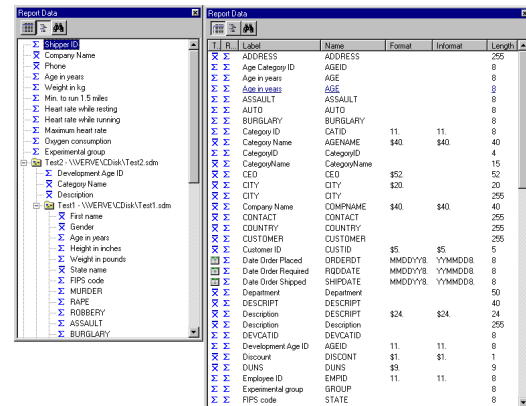 Report Data
Shipper ID
Company Name
Phone
Age in years
Weight in kg
Min. to run 1.5 miles
Heart rate while resting
Heart rate while running
Maximum heart rate
Oxygen consumption
Experimental group
Test2 - \\VERVE\CDisk\Test2.sdm
Development Age ID
Category Name
Description
Test1 - \\VERVE\CDisk\Test1.sdm
First name
Gender
Age in years
Height in inches
Weight in pounds
State name
FIPS code
MURDER
RAPE
ROBBERY
ASSAULT
BURGLARY
Report Data
T.. R... Label Name Format Informat Length
ADDRESS ADDRESS 255
Age Category ID AGEID 8
Age in years AGE 8
Age in years AGE 8
ASSAULT ASSAULT 8
AUTO AUTO 8
BURGLARY BURGLARY 8
Category ID CATID 11. 11. 8
Category Name AGENAME $40. $40. 40
CategoryID CategoryID 4
CategoryName CategoryName 15
CEO CEO $52. 52
CITY CITY $20. 20
CITY CITY 255
Company Name COMPNAME $40. $40. 40
CONTACT CONTACT 255
COUNTRY COUNTRY 255
CUSTOMER CUSTOMER 255
Customer ID CUSTID $5. $5. 5
Date Order Placed ORDERDT MMDDYY8. YYMMDD8. 8
Date Order Required RQDDATE MMDDYY8. YYMMDD8. 8
Date Order Shipped SHIPDATE MMDDYY8. YYMMDD8. 8
Department Department 50
DESCRIPT DESCRIPT 40
Description DESCRIPT $24. $24. 24
Description Description 255
DEVCATID DEVCATID 8
Development Age ID AGEID 11. 11. 8
Discount DISCONT $1. $1. 1
DUNS DUNS $9. 9
Employee ID EMPID 11. 11. 8
Experimental group GROUP 8
FIPS code STATE 8